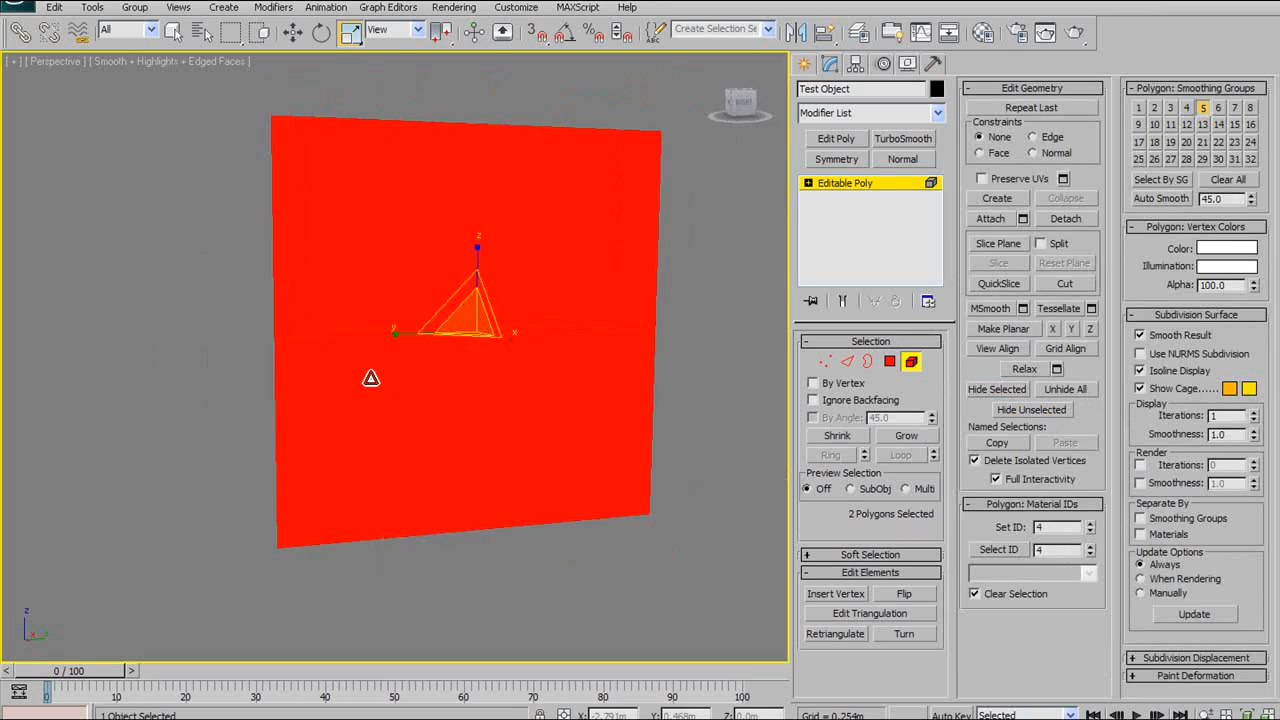 Edit Tools Group Views Create Modifiers Animation Graph Editors Rendering Customize MAXScript Help
All View 3 Create Selection Se
[ + ] [ Perspective ] [ Smooth + Highlights + Edged Faces ]
RIGHT
z
y
x
z
x
Test Object
Modifier List
Edit Poly TurboSmooth
Symmetry Normal
Editable Poly
- Selection
By Vertex
Ignore Backfacing
By Angle: 45.0
Shrink Grow
Ring Loop
Preview Selection
Off SubObj Multi
2 Polygons Selected
+ Soft Selection
- Edit Elements
Insert Vertex Flip
Edit Triangulation
Retriangulate Turn
- Edit Geometry
Repeat Last
Constraints
None Edge
Face Normal
Preserve UVs
Create Collapse
Attach Detach
Slice Plane Split
Slice Reset Plane
QuickSlice Cut
MSmooth Tessellate
Make Planar X Y Z
View Align Grid Align
Relax
Hide Selected Unhide All
Hide Unselected
Named Selections:
Copy Paste
Delete Isolated Vertices
Full Interactivity
- Polygon: Material IDs
Set ID: 4
Select ID 4
Clear Selection
- Polygon: Smoothing Groups
1 2 3 4 5 6 7 8
9 10 11 12 13 14 15 16
17 18 19 20 21 22 23 24
25 26 27 28 29 30 31 32
Select By SG Clear All
Auto Smooth 45.0
- Polygon: Vertex Colors
Color:
Illumination:
Alpha: 100.0
- Subdivision Surface
Smooth Result
Use NURMS Subdivision
Isoline Display
Show Cage......
Display
Iterations: 1
Smoothness: 1.0
Render
Iterations: 0
Smoothness: 1.0
Separate By
Smoothing Groups
Materials
Update Options
Always
When Rendering
Manually
Update
+ Subdivision Displacement
+ Paint Deformation
< 0 / 100 >
0 10 20 30 40 50 60 70 80 90 100
1 Object Selected X: -2.791m Y: 0.468m Z: 0.0m Grid = 0.254m Auto Key Selected